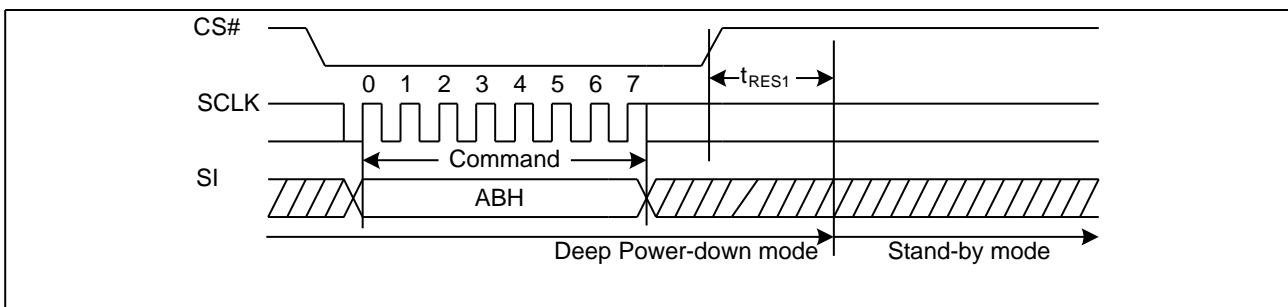 CS#
0 1 2 3 4 5 6 7
tRES1
SCLK
Command
SI
ABH
Deep Power-down mode Stand-by mode